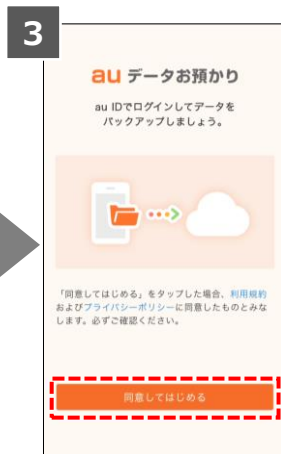 3
au データお預かり
au IDでログインしてデータを
バックアップしましょう。
「同意してはじめる」をタップした場合、利用規約
およびプライバシーポリシーに同意したものとみな
します。必ずご確認ください。
同意してはじめる